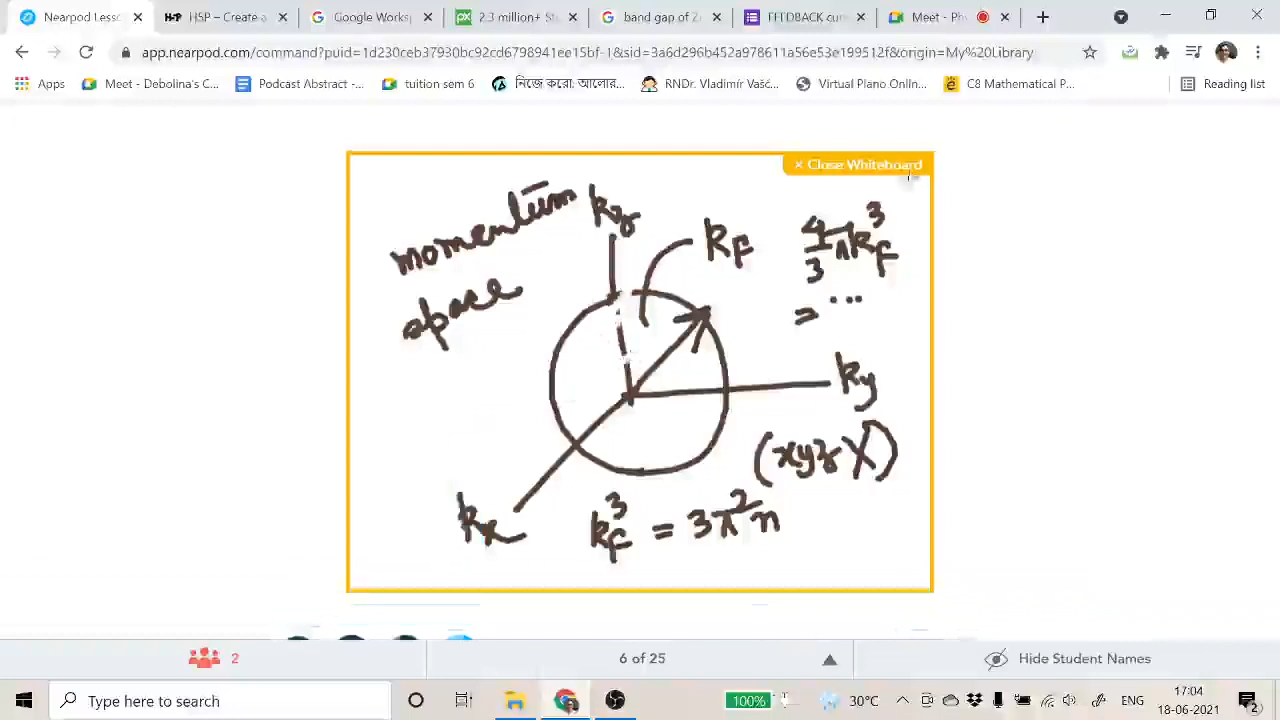 Nearpod Less
HSP – Create
Google Works
3 million+ St
band gap of Z
FEEDBACK cum
Meet - Ph
app.nearpod.com/command?puid=1d230ceb37930bc92cd6798941ee15bf-1&sid=3a6d296b452a978611a56e53e199512f&origin=My%20Library
Apps
Meet - Debolina's C...
Podcast Abstract -...
tuition sem 6
নিজে করো: আলোর...
RNDr. Vladimír Vašč...
Virtual Piano Onlin...
C8 Mathematical P...
Reading list
× Close Whiteboard
momentum
space
kz
kF
4/3 πkF³
= ...
ky
(xyz X)
kx
kF³ = 3π²n
2
6 of 25
Hide Student Names
Type here to search
100%
30°C
ENG
17:04
18-06-2021
2